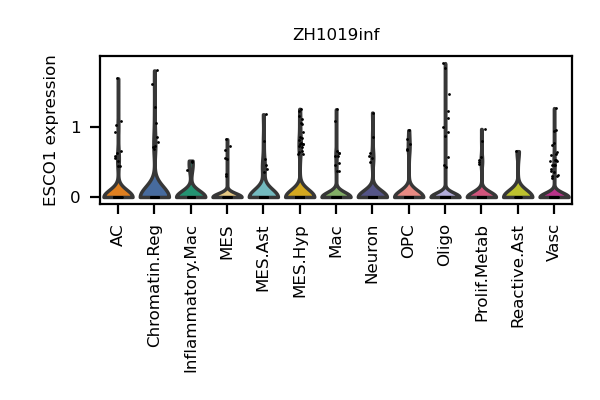 ZH1019inf
ESCO1 expression
1
0
AC
Chromatin.Reg
Inflammatory.Mac
MES
MES.Ast
MES.Hyp
Mac
Neuron
OPC
Oligo
Prolif.Metab
Reactive.Ast
Vasc